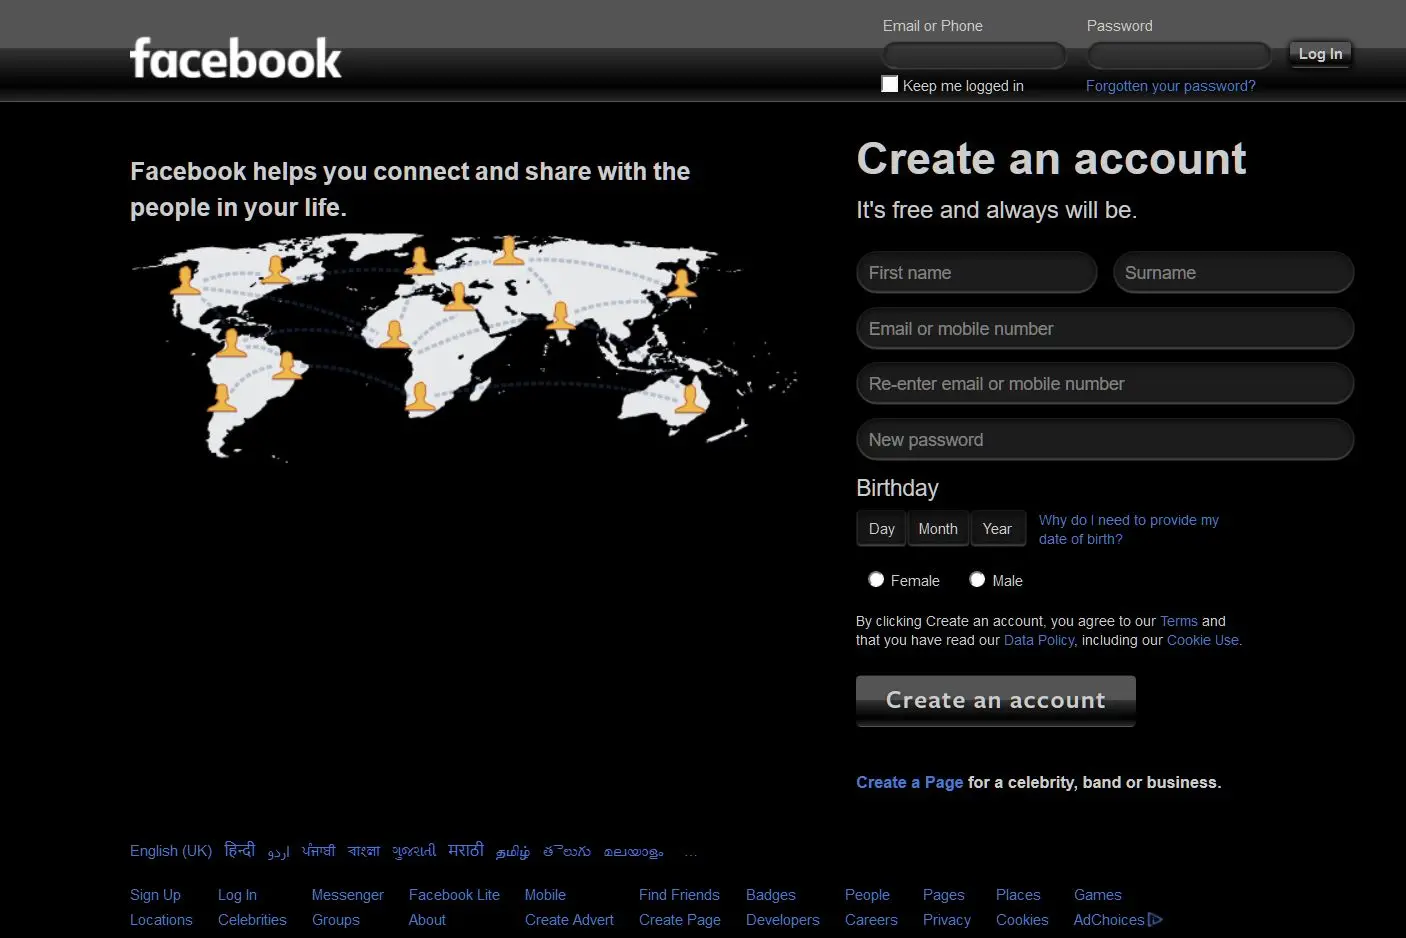 facebook
Email or Phone
Password
Log In
Keep me logged in
Forgotten your password?
Facebook helps you connect and share with the
people in your life.
Create an account
It's free and always will be.
First name
Surname
Email or mobile number
Re-enter email or mobile number
New password
Birthday
Day
Month
Year
Why do I need to provide my
date of birth?
Female
Male
By clicking Create an account, you agree to our Terms and
that you have read our Data Policy, including our Cookie Use.
Create an account
Create a Page for a celebrity, band or business.
English (UK) हिन्दी اردو ਪੰਜਾਬੀ বাংলা ગુજરાતી मराठी தமிழ் తెలుగు മലയാളം ...
Sign Up Log In Messenger Facebook Lite Mobile Find Friends Badges People Pages Places Games
Locations Celebrities Groups About Create Advert Create Page Developers Careers Privacy Cookies AdChoices